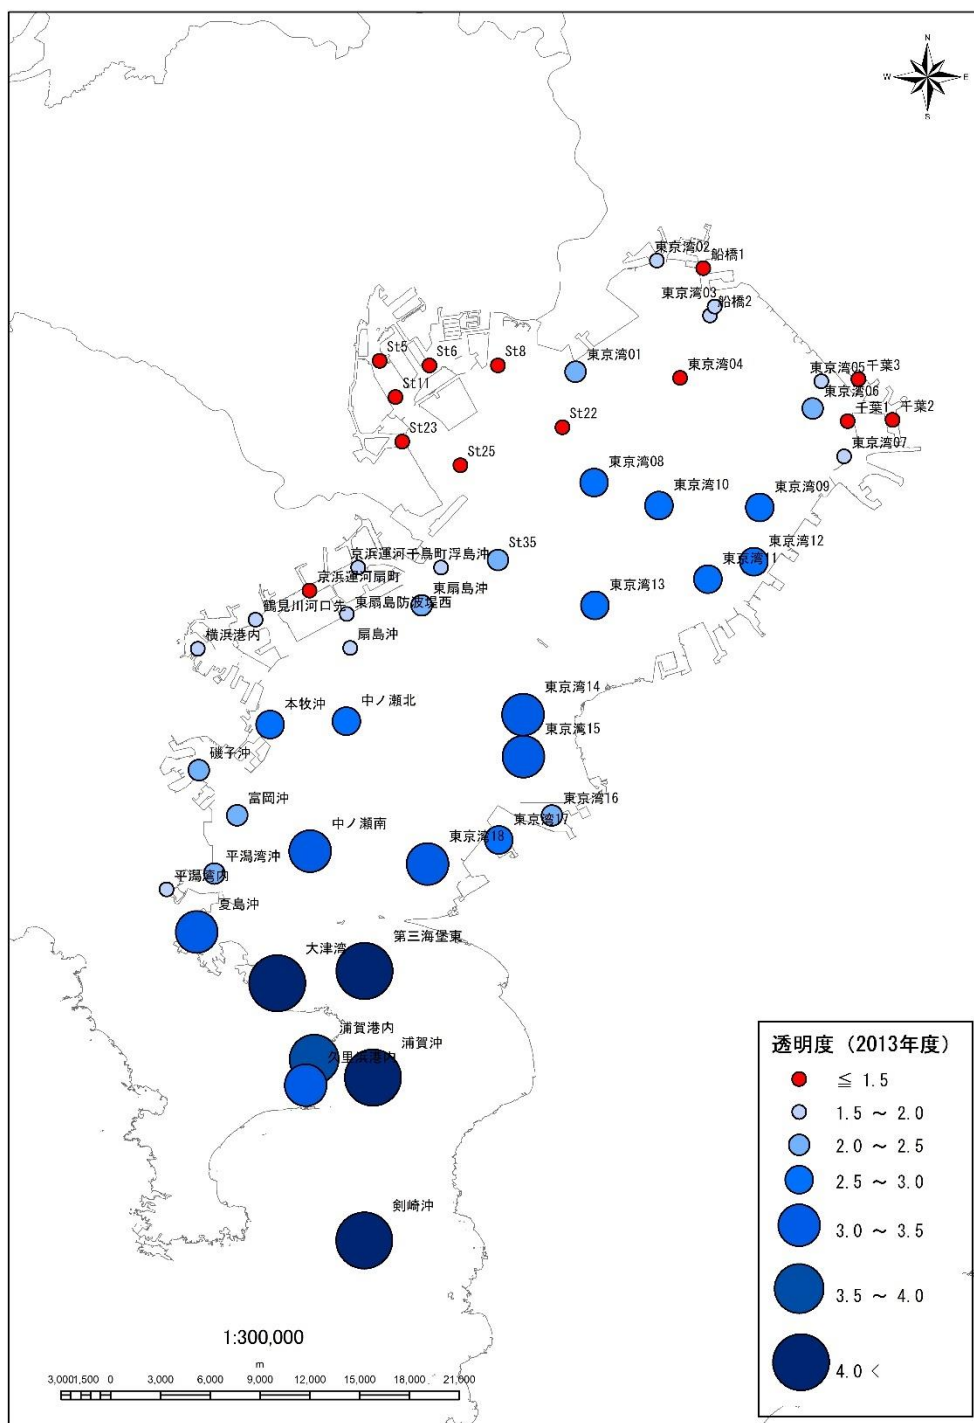 N
W
E
S
東京湾02
船橋1
東京湾03
船橋2
St5
St6
St8
東京湾01
東京湾04
東京湾05
千葉3
東京湾06
St11
千葉1
千葉2
St22
St23
東京湾07
St25
東京湾08
東京湾10
東京湾09
東京湾12
St35
京浜運河千鳥町
浮島沖
東京湾11
京浜運河扇町
東扇島沖
鶴見川河口先
東扇島防波堤西
東京湾13
横浜港内
扇島沖
東京湾14
本牧沖
中ノ瀬北
東京湾15
磯子沖
富岡沖
東京湾16
中ノ瀬南
東京湾17
東京湾18
平潟湾沖
平潟湾内
夏島沖
第三海堡東
大津湾
浦賀港内
浦賀沖
久里浜港内
剣崎沖
透明度（2013年度）
≦ 1.5
1.5 ～ 2.0
2.0 ～ 2.5
2.5 ～ 3.0
3.0 ～ 3.5
3.5 ～ 4.0
4.0 <
1:300,000
m
3,000 1,500 0 3,000 6,000 9,000 12,000 15,000 18,000 21,000